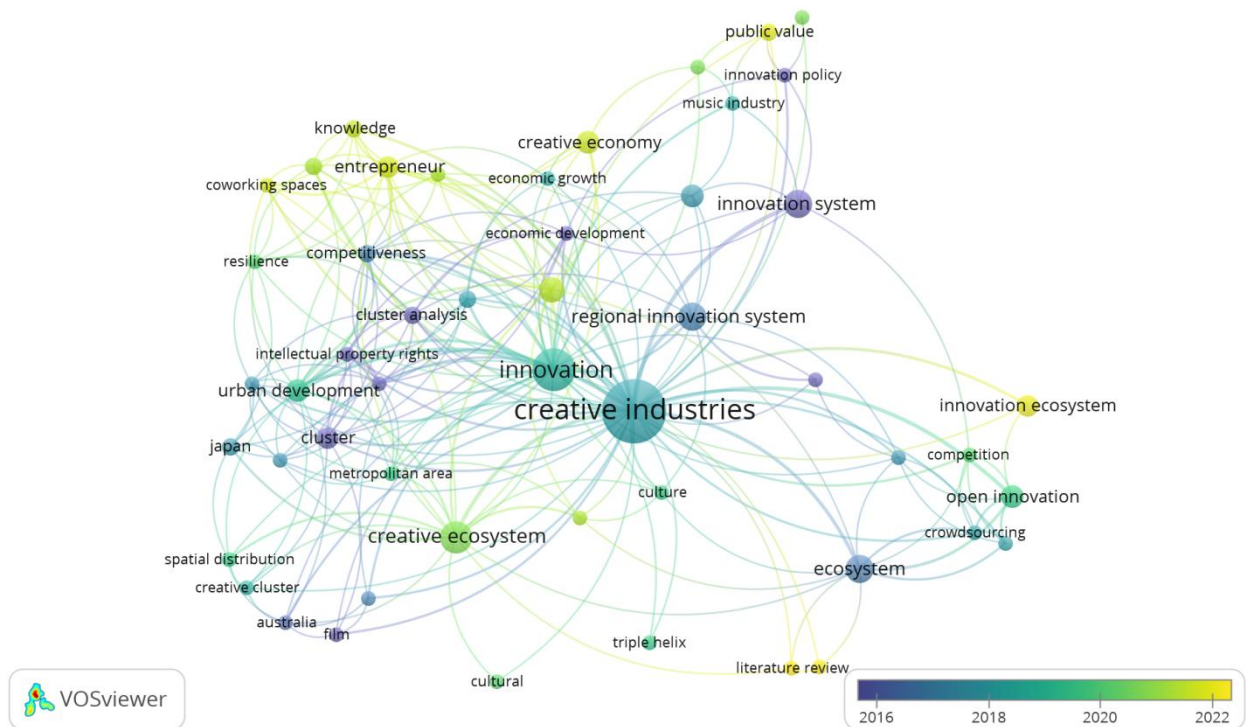 public value
innovation policy
music industry
knowledge
creative economy
entrepreneur
coworking spaces
economic growth
innovation system
economic development
competitiveness
resilience
cluster analysis
regional innovation system
intellectual property rights
innovation
urban development
creative industries
innovation ecosystem
cluster
japan
competition
metropolitan area
culture
open innovation
creative ecosystem
crowdsourcing
spatial distribution
ecosystem
creative cluster
australia
film
triple helix
literature review
cultural
VOSviewer
2016 2018 2020 2022